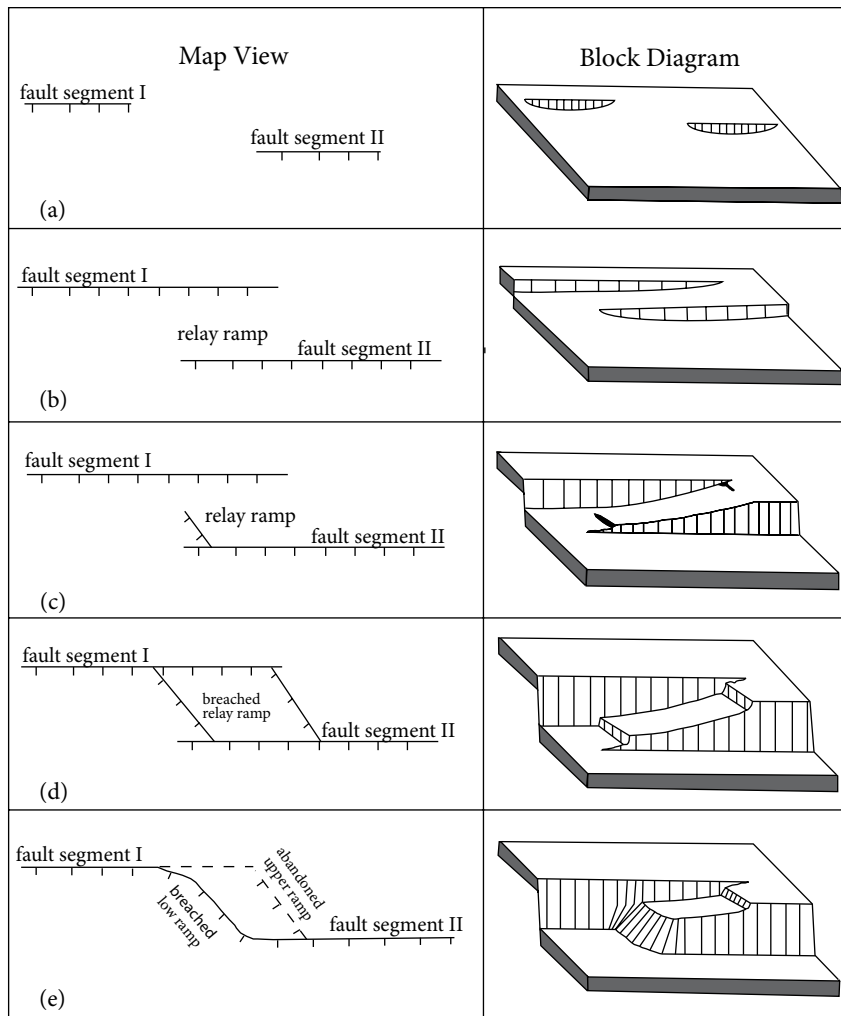 Map View
Block Diagram
fault segment I
fault segment II
(a)
fault segment I
relay ramp
fault segment II
(b)
fault segment I
relay ramp
fault segment II
(c)
fault segment I
breached
relay ramp
fault segment II
(d)
fault segment I
abandoned
upper ramp
breached
low ramp
fault segment II
(e)